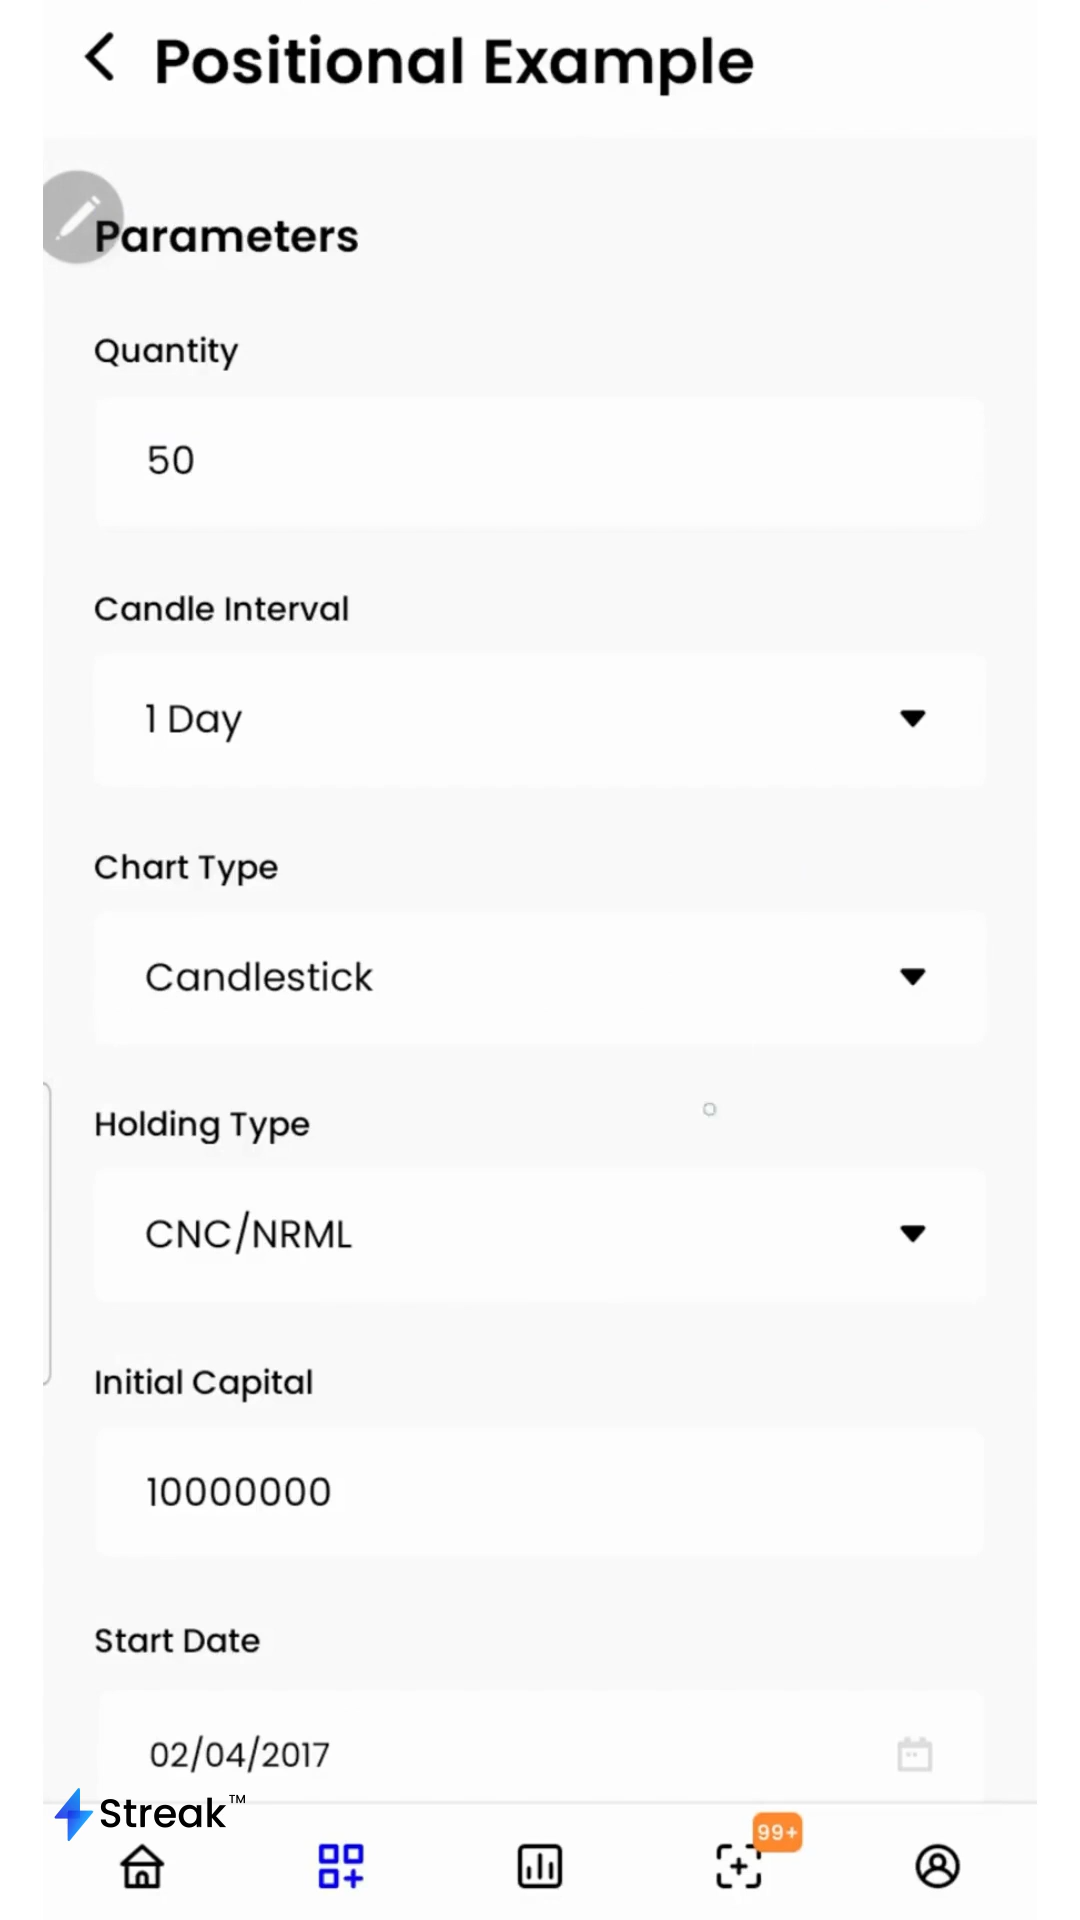 Positional Example
Parameters
Quantity
50
Candle Interval
1 Day
Chart Type
Candlestick
Holding Type
CNC/NRML
Initial Capital
10000000
Start Date
02/04/2017
Streak™
99+